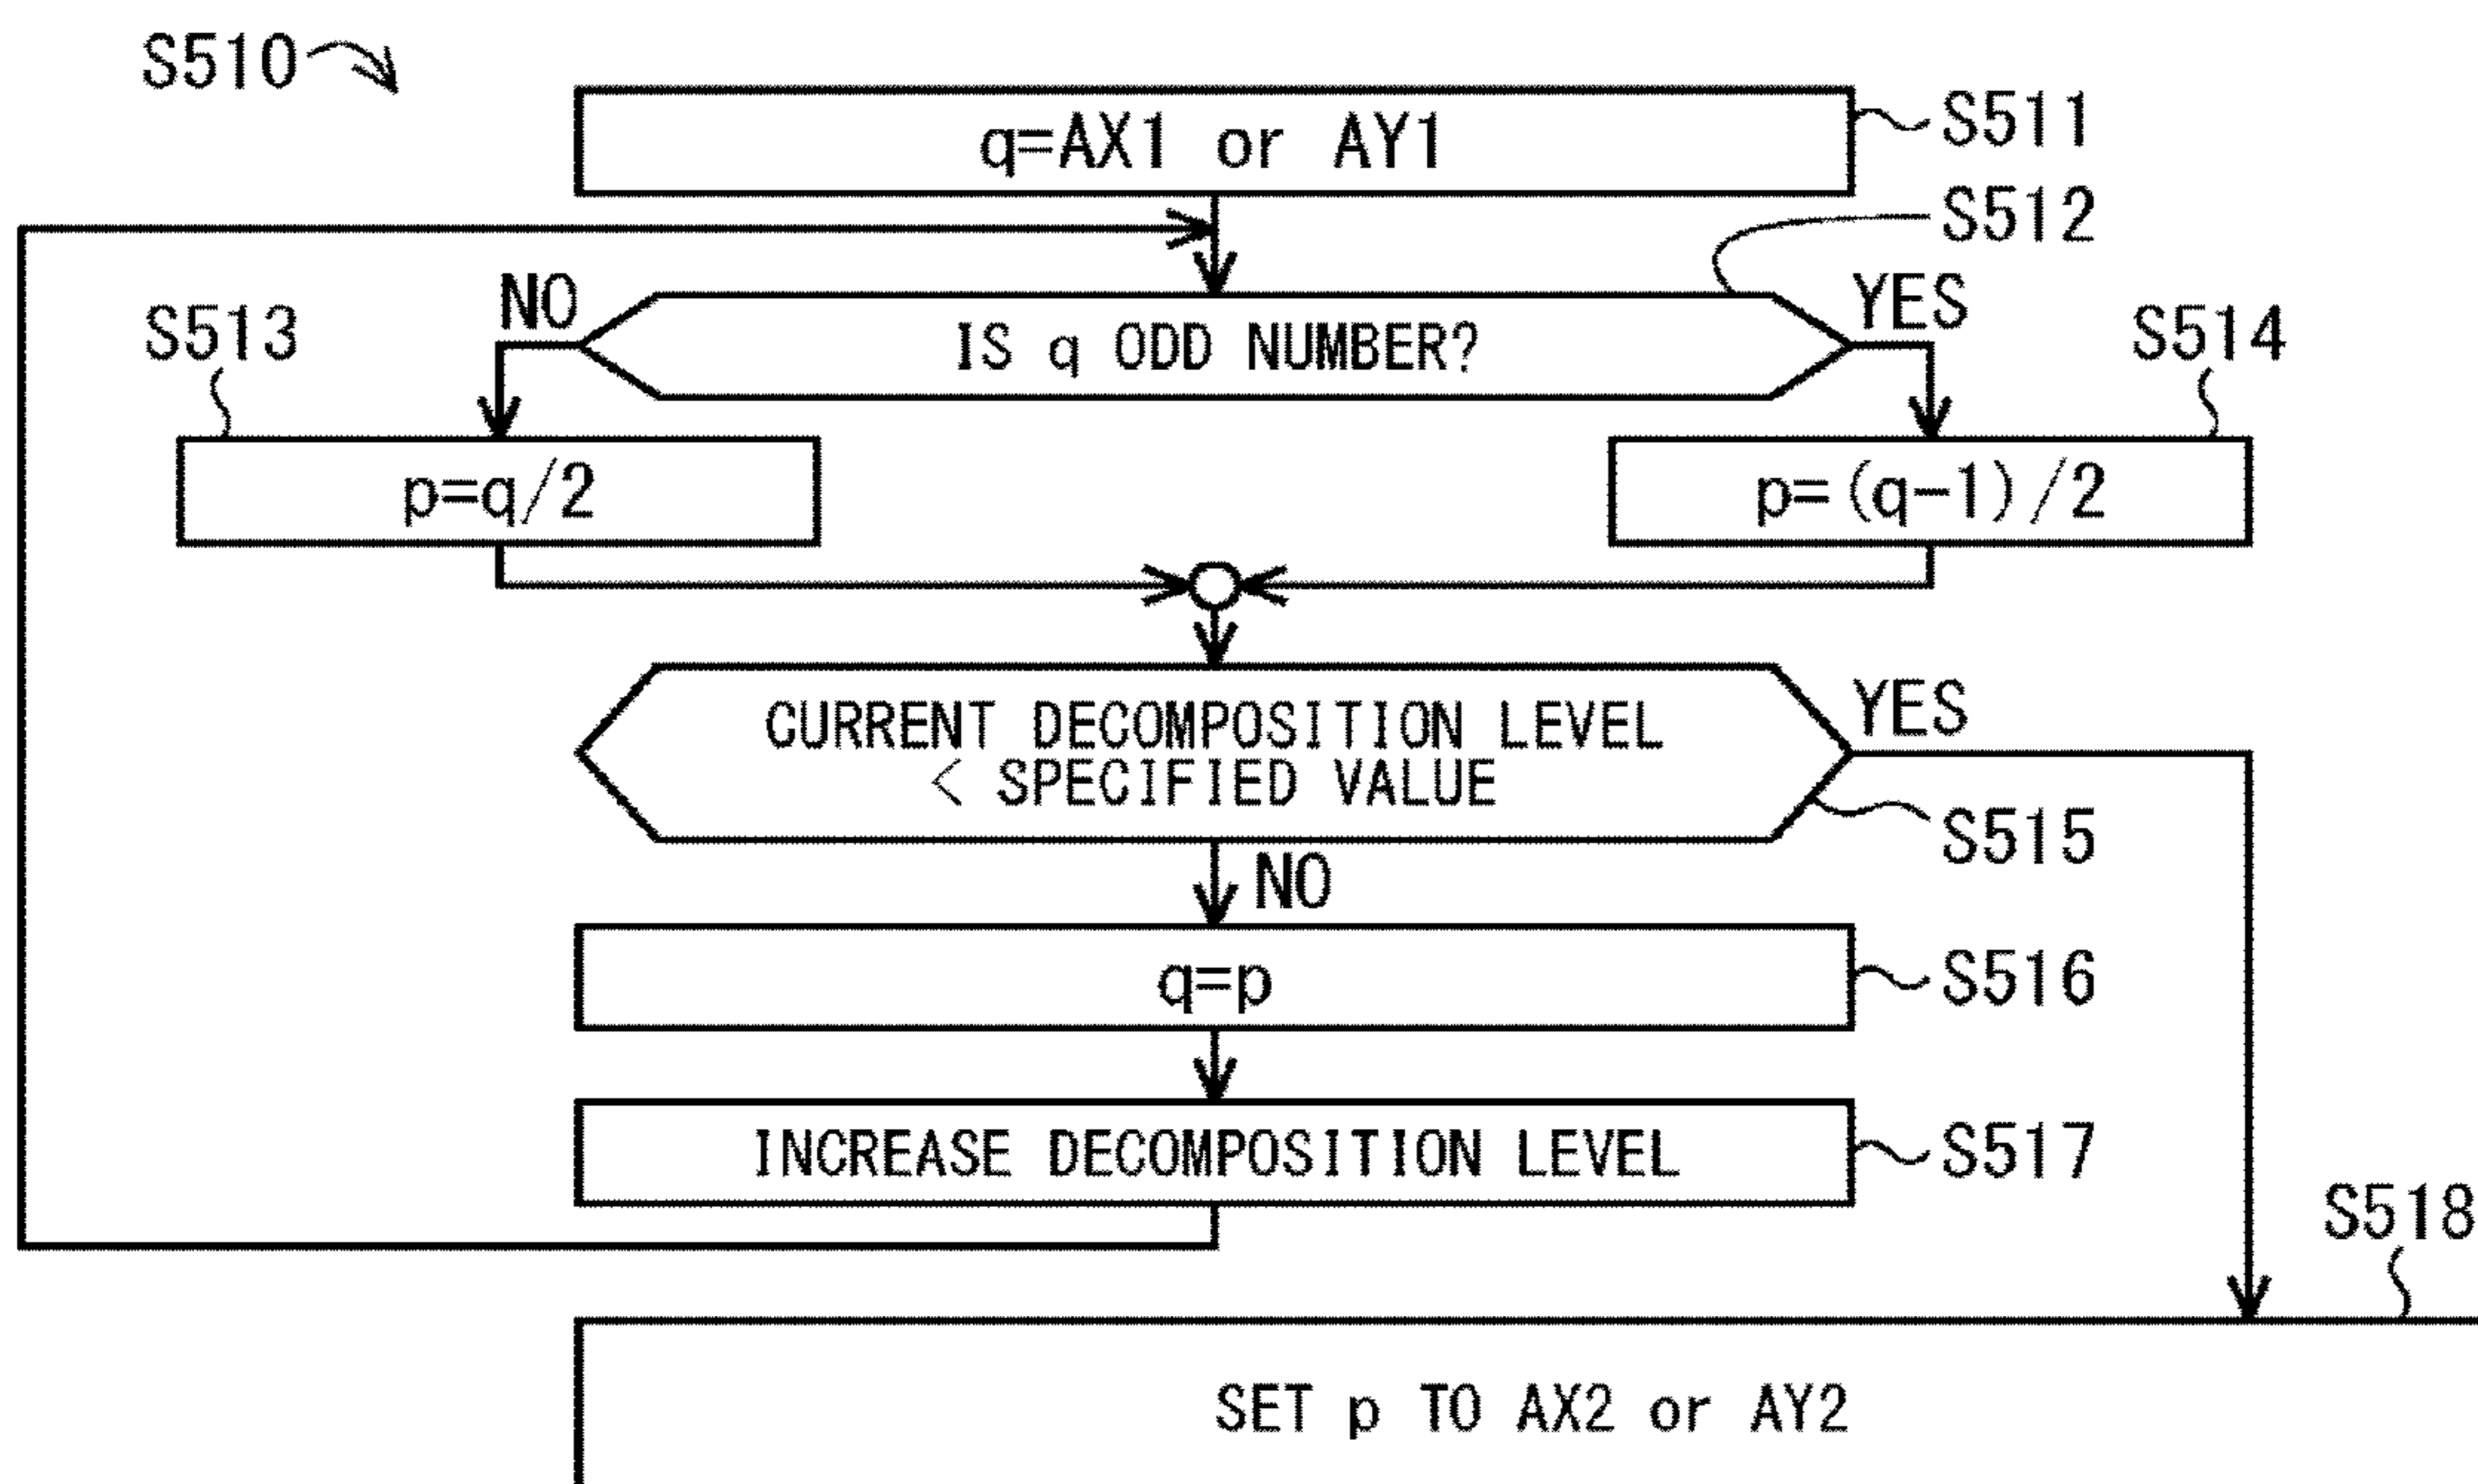 S510
q=AX1 or AY1
S511
S512
NO
YES
IS q ODD NUMBER?
S513
S514
p=q/2
p=(q-1)/2
CURRENT DECOMPOSITION LEVEL
< SPECIFIED VALUE
YES
S515
NO
q=p
S516
INCREASE DECOMPOSITION LEVEL
S517
S518
SET p TO AX2 or AY2